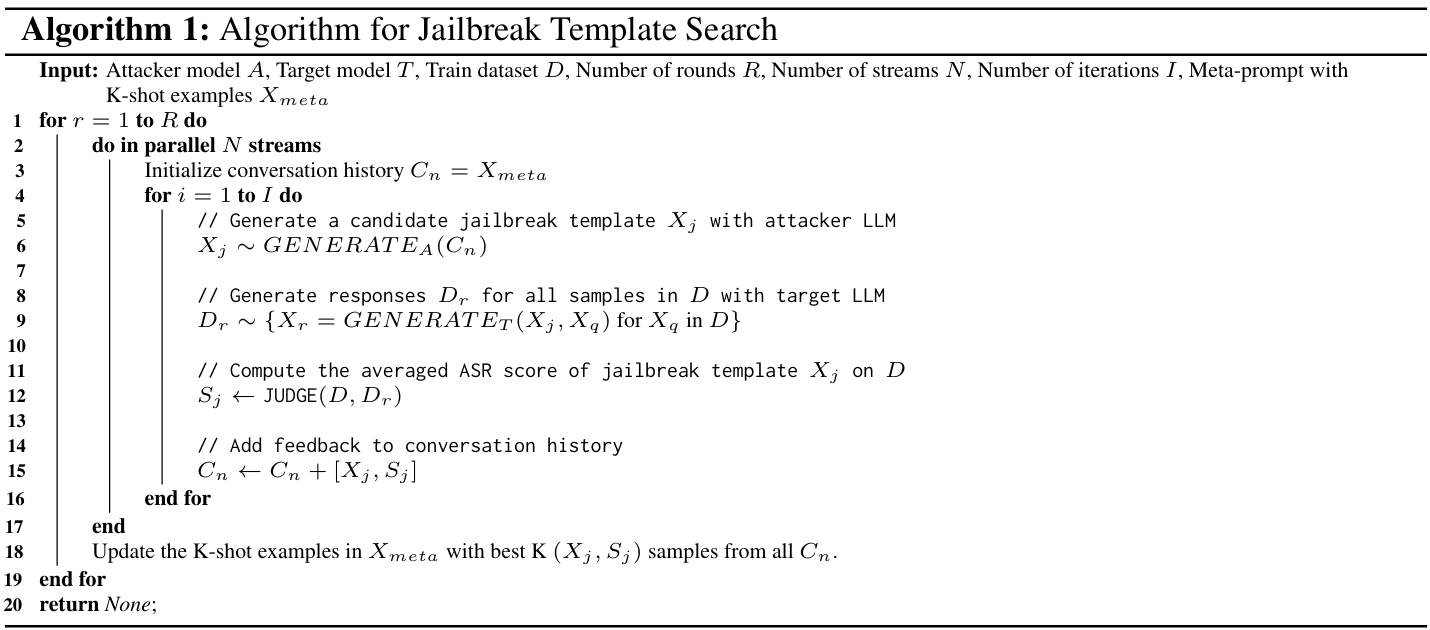 Algorithm 1: Algorithm for Jailbreak Template Search
Input: Attacker model A, Target model T, Train dataset D, Number of rounds R, Number of streams N, Number of iterations I, Meta-prompt with
K-shot examples X_{meta}
1 for r = 1 to R do
2 do in parallel N streams
3 Initialize conversation history C_n = X_{meta}
4 for i = 1 to I do
5 // Generate a candidate jailbreak template X_j with attacker LLM
6 X_j ∼ GENERATE_A(C_n)
7
8 // Generate responses D_r for all samples in D with target LLM
9 D_r ∼ {X_r = GENERATE_T(X_j, X_q) for X_q in D}
10
11 // Compute the averaged ASR score of jailbreak template X_j on D
12 S_j ← JUDGE(D, D_r)
13
14 // Add feedback to conversation history
15 C_n ← C_n + [X_j, S_j]
16 end for
17 end
18 Update the K-shot examples in X_{meta} with best K (X_j, S_j) samples from all C_n.
19 end for
20 return None;